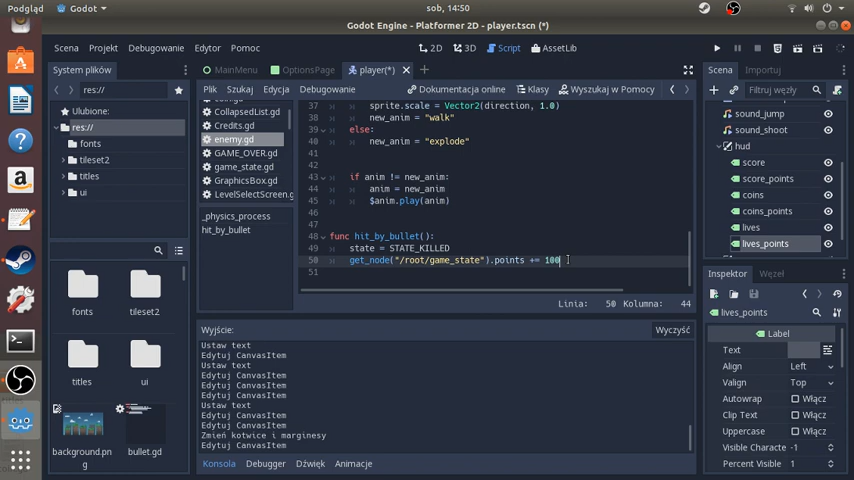 Podgląd
Godot
sob, 14:50
Godot Engine - Platformer 2D - player.tscn (*)
Scena Projekt Debugowanie Edytor Pomoc
2D 3D Script AssetLib
System plików
res://
Ulubione:
res://
fonts
tileset2
titles
ui
fonts
tileset2
titles
ui
background.pn
g
bullet.gd
MainMenu OptionsPage player(*)
Plik Szukaj Edycja Debugowanie
Dokumentacja online Klasy Wyszukaj w Pomocy
CollapsedList.gd
Credits.gd
enemy.gd
GAME_OVER.gd
game_state.gd
GraphicsBox.gd
LevelSelectScreen.g
_physics_process
hit_by_bullet
37 sprite.scale = Vector2(direction, 1.0)
38 new_anim = "walk"
39 else:
40 new_anim = "explode"
41
42
43 if anim != new_anim:
44 anim = new_anim
45 $anim.play(anim)
46
47
48 func hit_by_bullet():
49 state = STATE_KILLED
50 get_node("/root/game_state").points += 100
51
Linia: 50 Kolumna: 44
Wyjście:
Wyczyść
Ustaw text
Edytuj CanvasItem
Ustaw text
Edytuj CanvasItem
Edytuj CanvasItem
Edytuj CanvasItem
Ustaw text
Edytuj CanvasItem
Edytuj CanvasItem
Zmień kotwice i marginesy
Edytuj CanvasItem
Konsola Debugger Dźwięk Animacje
Scena Importuj
Filtruj węzły
sound_jump
sound_shoot
hud
score
score_points
coins
coins_points
lives
lives_points
Inspektor Węzeł
lives_points
Label
Text
Align Left
Valign Top
Autowrap Włącz
Clip Text Włącz
Uppercase Włącz
Visible Characte -1
Percent Visible 1